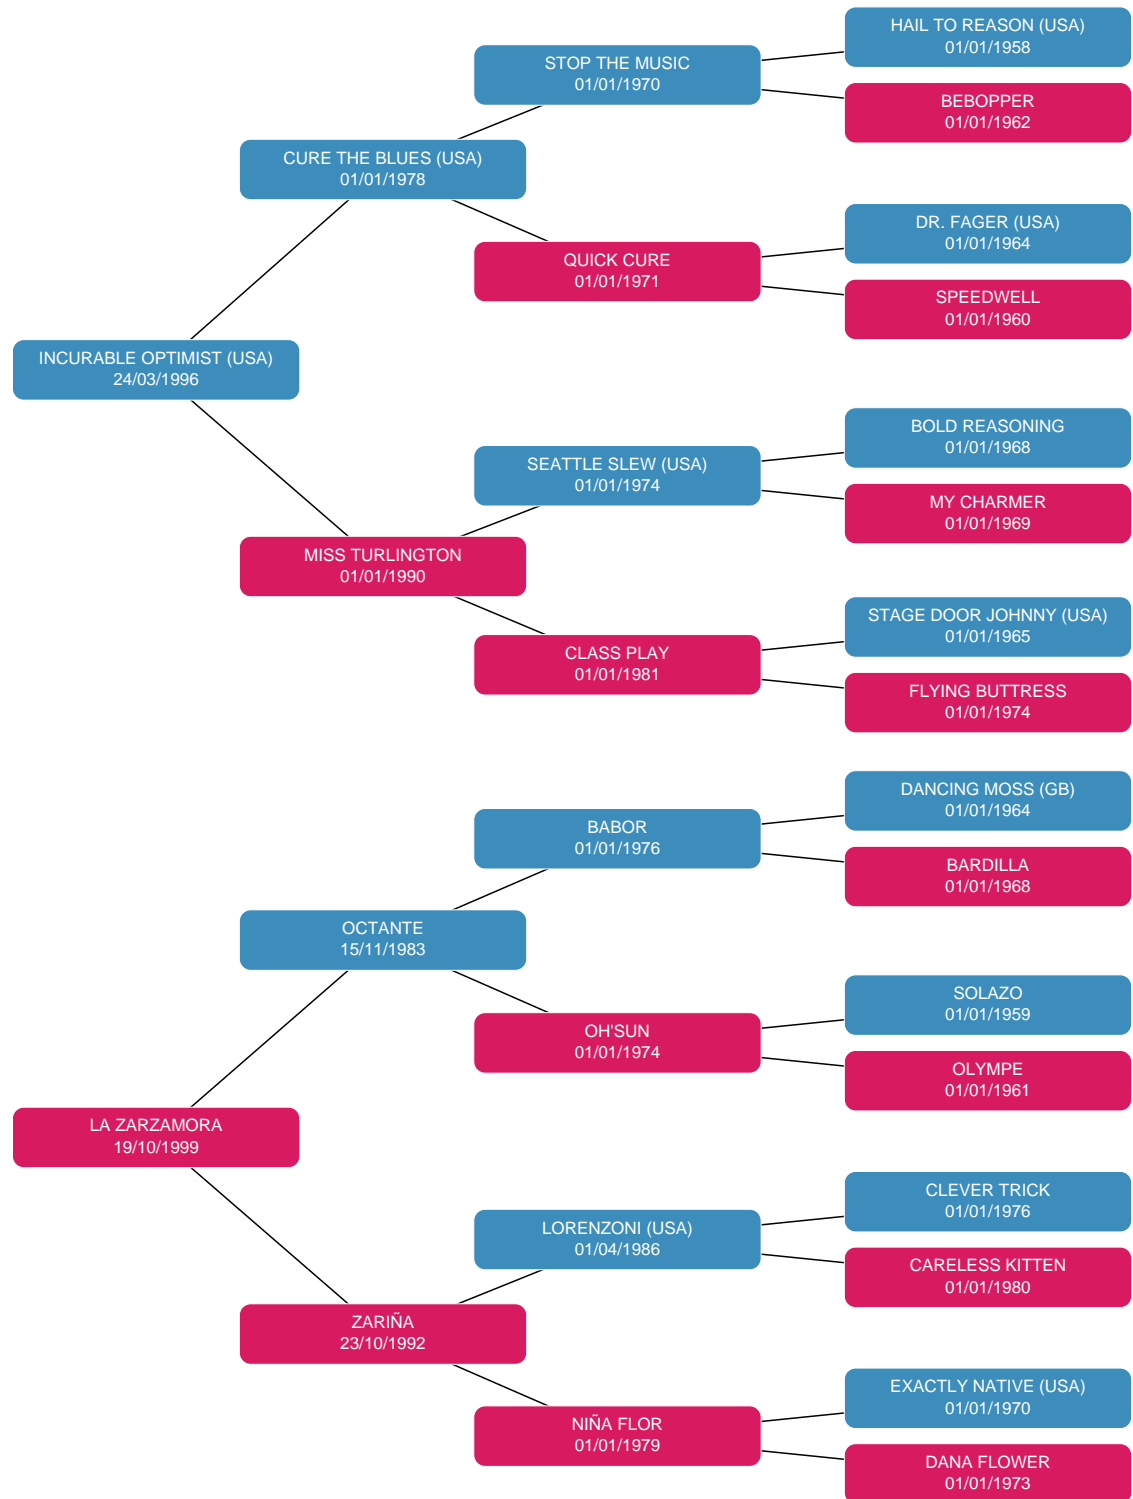 HAIL TO REASON (USA)
01/01/1958
STOP THE MUSIC
01/01/1970
BEBOPPER
01/01/1962
CURE THE BLUES (USA)
01/01/1978
DR. FAGER (USA)
01/01/1964
QUICK CURE
01/01/1971
SPEEDWELL
01/01/1960
INCURABLE OPTIMIST (USA)
24/03/1996
BOLD REASONING
01/01/1968
SEATTLE SLEW (USA)
01/01/1974
MY CHARMER
01/01/1969
MISS TURLINGTON
01/01/1990
STAGE DOOR JOHNNY (USA)
01/01/1965
CLASS PLAY
01/01/1981
FLYING BUTTRESS
01/01/1974
DANCING MOSS (GB)
01/01/1964
BABOR
01/01/1976
BARDILLA
01/01/1968
OCTANTE
15/11/1983
SOLAZO
01/01/1959
OH'SUN
01/01/1974
OLYMPE
01/01/1961
LA ZARZAMORA
19/10/1999
CLEVER TRICK
01/01/1976
LORENZONI (USA)
01/04/1986
CARELESS KITTEN
01/01/1980
ZARIÑA
23/10/1992
EXACTLY NATIVE (USA)
01/01/1970
NIÑA FLOR
01/01/1979
DANA FLOWER
01/01/1973